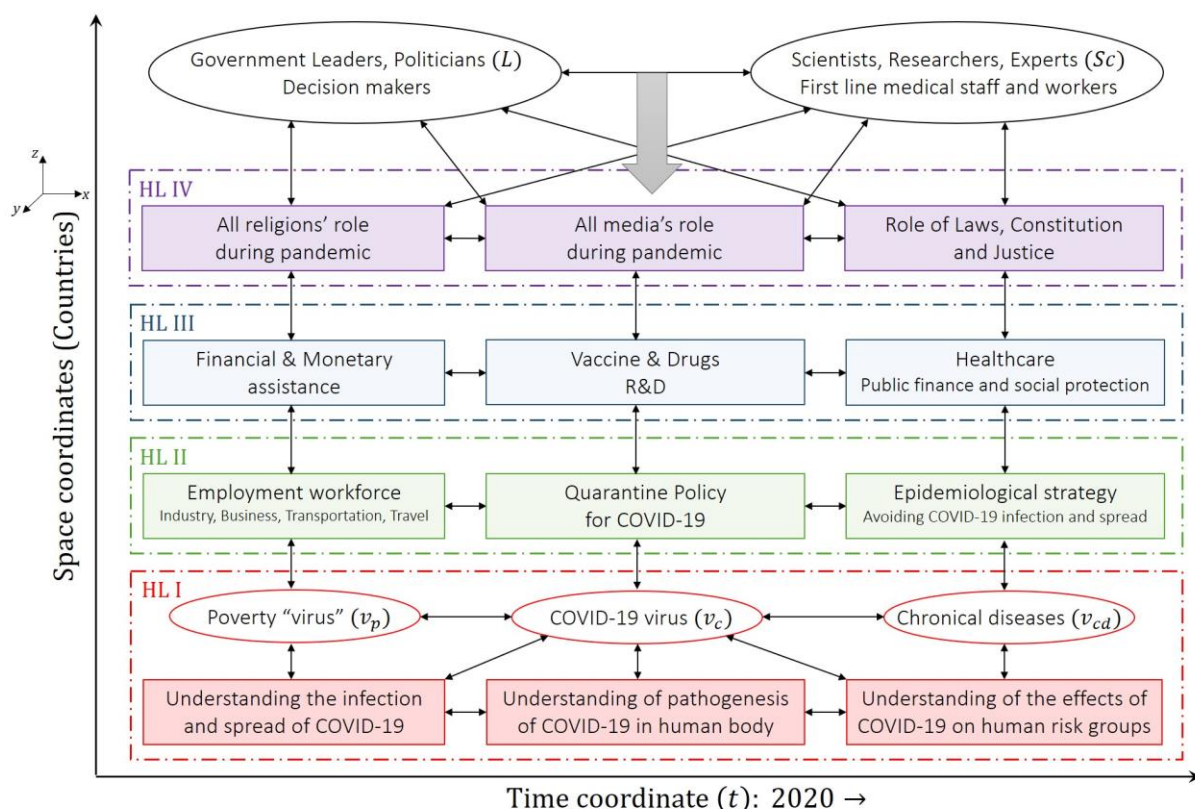 Government Leaders, Politicians (L)
Decision makers
Scientists, Researchers, Experts (Sc)
First line medical staff and workers
z
x
y
Space coordinates (Countries)
HL IV
All religions’ role
during pandemic
All media’s role
during pandemic
Role of Laws, Constitution
and Justice
HL III
Financial & Monetary
assistance
Vaccine & Drugs
R&D
Healthcare
Public finance and social protection
HL II
Employment workforce
Industry, Business, Transportation, Travel
Quarantine Policy
for COVID-19
Epidemiological strategy
Avoiding COVID-19 infection and spread
HL I
Poverty “virus” (v_p)
COVID-19 virus (v_c)
Chronical diseases (v_cd)
Understanding the infection
and spread of COVID-19
Understanding of pathogenesis
of COVID-19 in human body
Understanding of the effects of
COVID-19 on human risk groups
Time coordinate (t): 2020 →